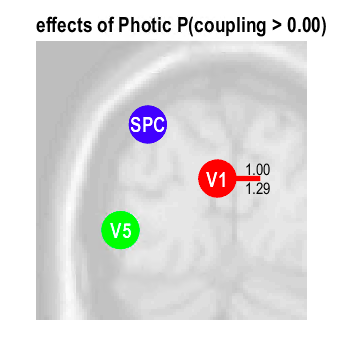 effects of Photic P(coupling > 0.00)
SPC
V1
1.00
1.29
V5